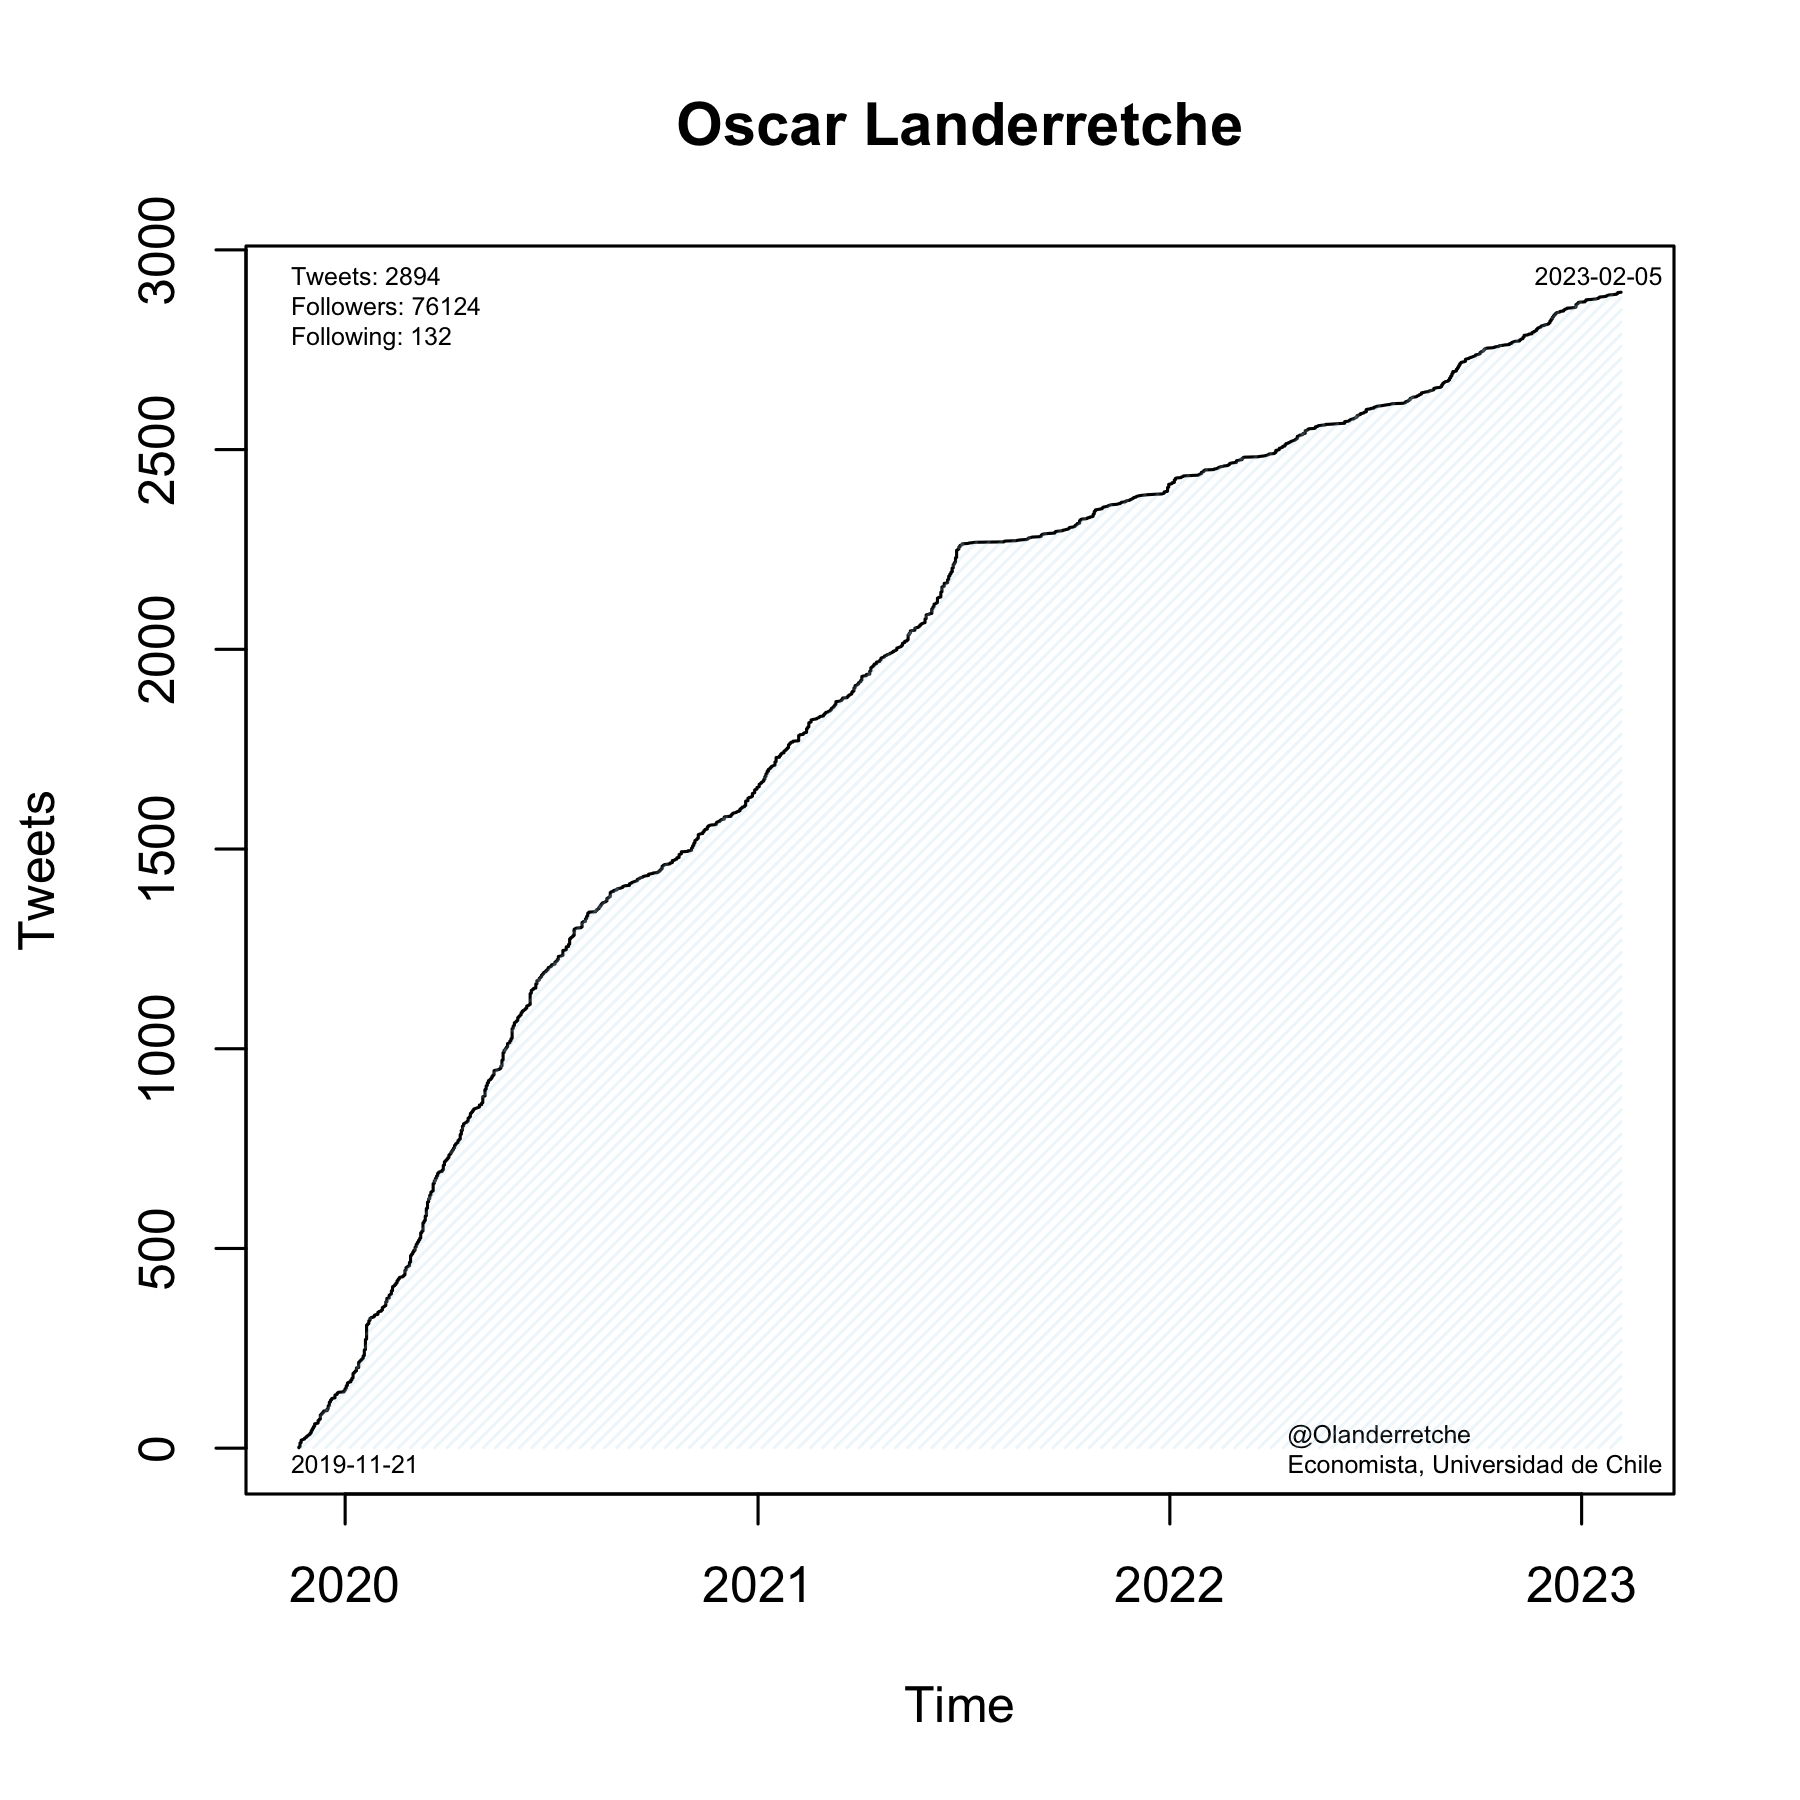 Oscar Landerretche
Tweets
3000
2500
2000
1500
1000
500
0
Tweets: 2894
Followers: 76124
Following: 132
2023-02-05
2019-11-21
@Olanderretche
Economista, Universidad de Chile
2020 2021 2022 2023
Time